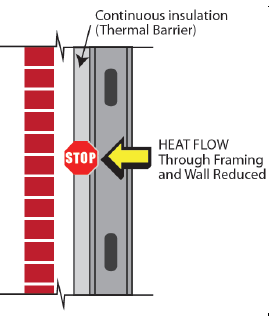 Continuous insulation
(Thermal Barrier)
STOP
HEAT FLOW
Through Framing
and Wall Reduced